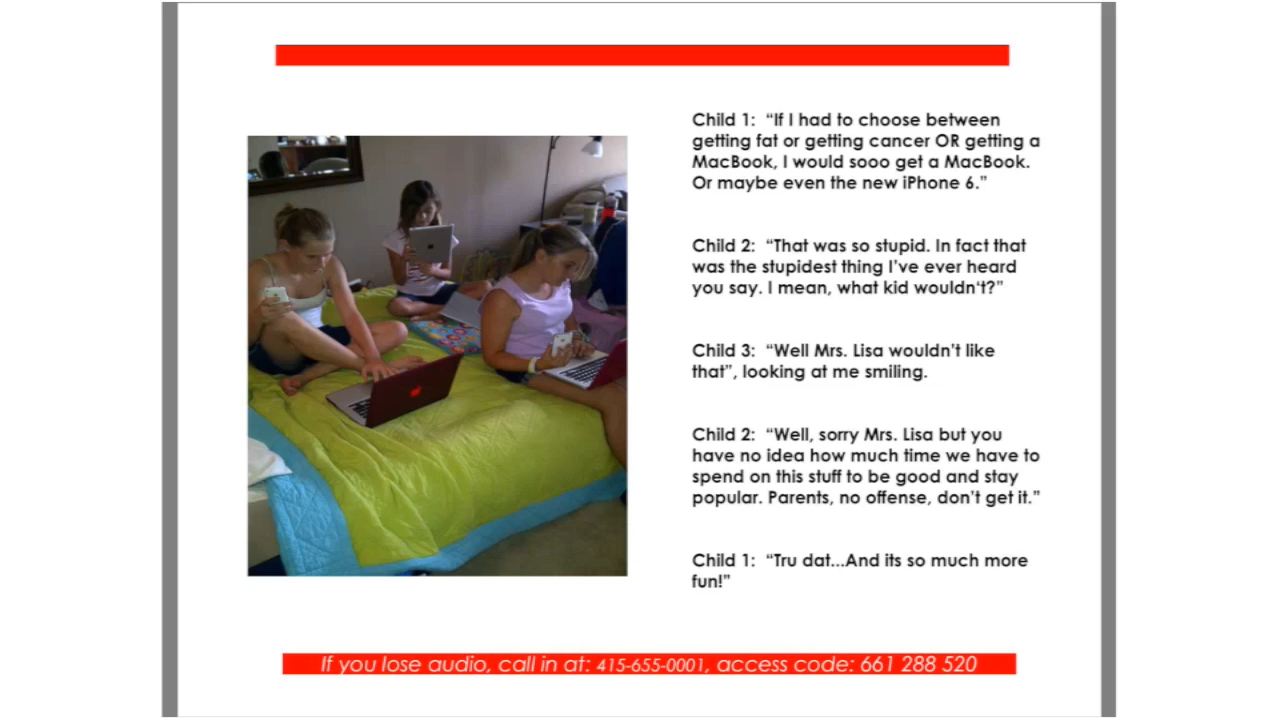 Child 1:  “If I had to choose between
getting fat or getting cancer OR getting a
MacBook, I would sooo get a MacBook.
Or maybe even the new iPhone 6.”
Child 2:  “That was so stupid. In fact that
was the stupidest thing I’ve ever heard
you say. I mean, what kid wouldn’t?”
Child 3:  “Well Mrs. Lisa wouldn’t like
that”, looking at me smiling.
Child 2:  “Well, sorry Mrs. Lisa but you
have no idea how much time we have to
spend on this stuff to be good and stay
popular. Parents, no offense, don’t get it.”
Child 1:  “Tru dat...And its so much more
fun!”
If you lose audio, call in at: 415-655-0001, access code: 661 288 520